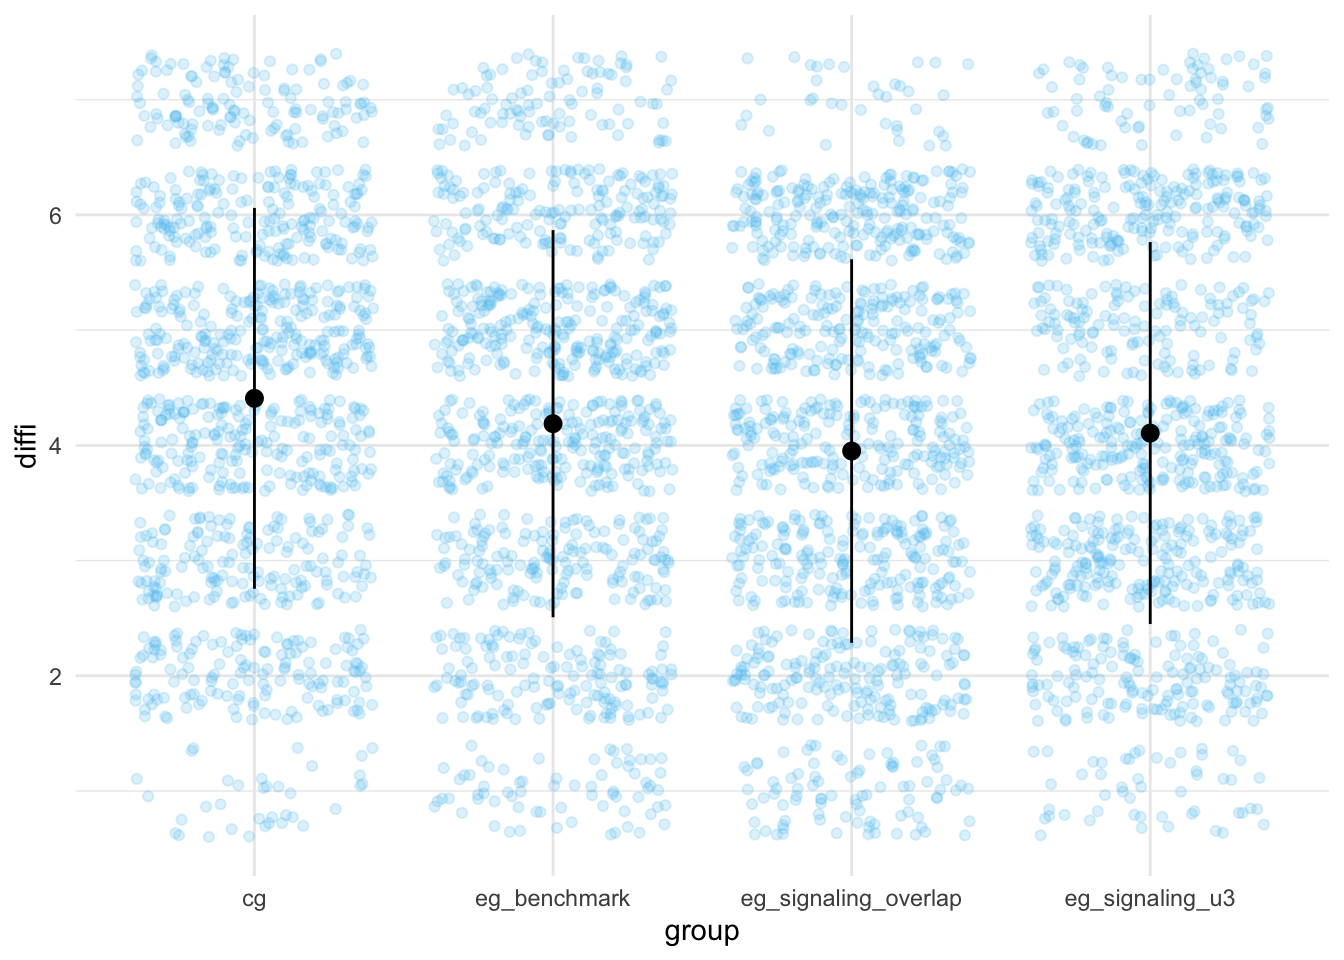 6
4
2
diffi
cg
eg_benchmark
eg_signaling_overlap
eg_signaling_u3
group